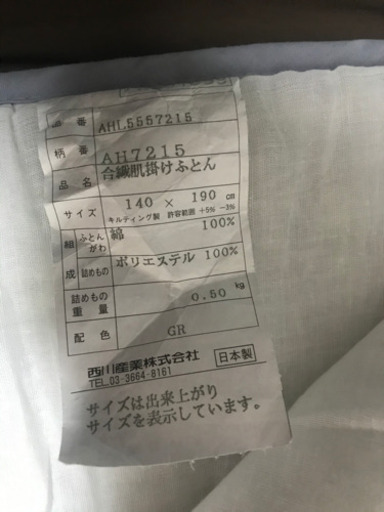 品番 AHL5557215
柄番 AH7215
品名 合繊肌掛けふとん
サイズ 140 × 190 cm
キルティング製 許容範囲 +5% -3%
組成 ふとんがわ 綿 100%
詰めもの ポリエステル 100%
詰めもの重量 0.50 kg
配色 GR
西川産業株式会社 日本製
TEL.03-3664-8161
サイズは出来上がり
サイズを表示しています。